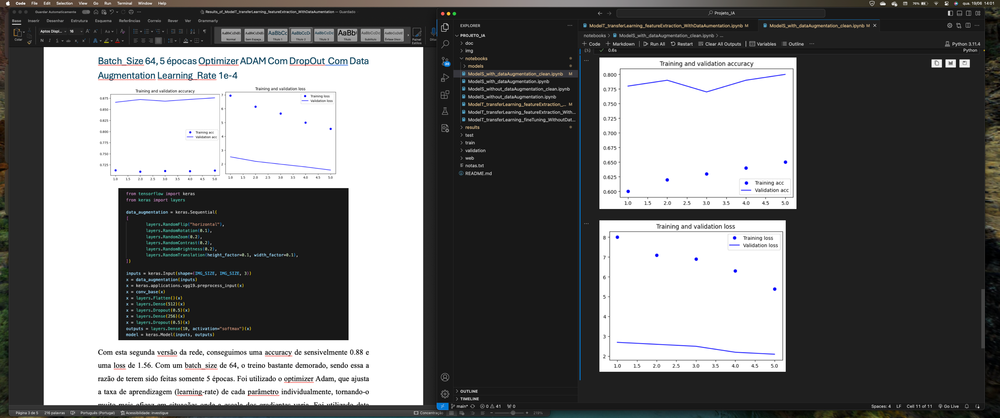 Code File Edit Selection View Go Run Terminal Window Help
76% qua. 19/06 14:01
Guardar Automaticamente
Results_of_ModelT_transferLearning_featureExtraction_WithDataAumentation — Guardado
Base Inserir Desenhar Estrutura Esquema Referências Correio Rever Ver Grammarly
Colar
Aptos Displ... 16
N I S ab x x A A
AaBbCcDdE Normal
AaBbCcDdE Sem Espaça...
AaBbCc Título 1
AaBbCcD Título 2
AaBbCcDc Título 3
AaBb Título
AaBbCcDc Subtítulo
AaBbCcDdE Ênfase Discr...
Painel Estilos
Ditar
Batch_Size 64, 5 épocas Optimizer ADAM Com DropOut Com Data
Augmentation Learning_Rate 1e-4
Training and validation accuracy
0.875
0.850
0.825
0.800
0.775
0.750
0.725
Training acc
Validation acc
1.0 1.5 2.0 2.5 3.0 3.5 4.0 4.5 5.0
Training and validation loss
7
6
5
4
3
2
Training loss
Validation loss
1.0 1.5 2.0 2.5 3.0 3.5 4.0 4.5 5.0
from tensorflow import keras
from keras import layers
data_augmentation = keras.Sequential(
[
layers.RandomFlip("horizontal"),
layers.RandomRotation(0.1),
layers.RandomZoom(0.2),
layers.RandomContrast(0.2),
layers.RandomBrightness(0.2),
layers.RandomTranslation(height_factor=0.1, width_factor=0.1),
])
inputs = keras.Input(shape=(IMG_SIZE, IMG_SIZE, 3))
x = data_augmentation(inputs)
x = keras.applications.vgg19.preprocess_input(x)
x = conv_base(x)
x = layers.Flatten()(x)
x = layers.Dense(512)(x)
x = layers.Dropout(0.5)(x)
x = layers.Dense(256)(x)
x = layers.Dropout(0.5)(x)
outputs = layers.Dense(10, activation="softmax")(x)
model = keras.Model(inputs, outputs)
Com esta segunda versão da rede, conseguimos uma accuracy de sensivelmente 0.88 e
uma loss de 1.56. Com um batch_size de 64, o treino bastante demorado, sendo essa a
razão de terem sido feitas somente 5 épocas. Foi utilizado o optimizer Adam, que ajusta
a taxa de aprendizagem (learning-rate) de cada parâmetro individualmente, tornando-o
muito mais eficaz em situações onde a escala dos gradientes varia. Foi utilizado data
Página 3 de 5 216 palavras Português (Portugal) Acessibilidade: investigue Concentração 219%
Projeto_IA
EXPLORER
PROJETO_IA
doc
img
notebooks
models
ModelS_with_dataAugmentation_clean.ipynb M
ModelS_with_dataAugmentation.ipynb
ModelS_without_dataAugmentation_clean.ipynb
ModelS_without_dataAugmentation.ipynb
ModelT_transferLearning_featureExtraction_... M
ModelT_transferLearning_featureExtraction_With...
ModelT_transferLearning_fineTuning_WithoutDat...
results
test
train
validation
web
notas.txt
README.md
OUTLINE
TIMELINE
20
ModelT_transferLearning_featureExtraction_WithDataAumentation.ipynb M
ModelS_with_dataAugmentation_clean.ipynb M
notebooks > ModelS_with_dataAugmentation_clean.ipynb > ...
Code Markdown Run All Restart Clear All Outputs Variables Outline ... Python 3.11.4
[5] 0.6s Python
Training and validation accuracy
0.800
0.775
0.750
0.725
0.700
0.675
0.650
0.625
0.600
Training acc
Validation acc
1.0 1.5 2.0 2.5 3.0 3.5 4.0 4.5 5.0
Training and validation loss
8
7
6
5
4
3
2
Training loss
Validation loss
1.0 1.5 2.0 2.5 3.0 3.5 4.0 4.5 5.0
main* 0 41 0 Spaces: 4 LF Cell 11 of 11 Go Live